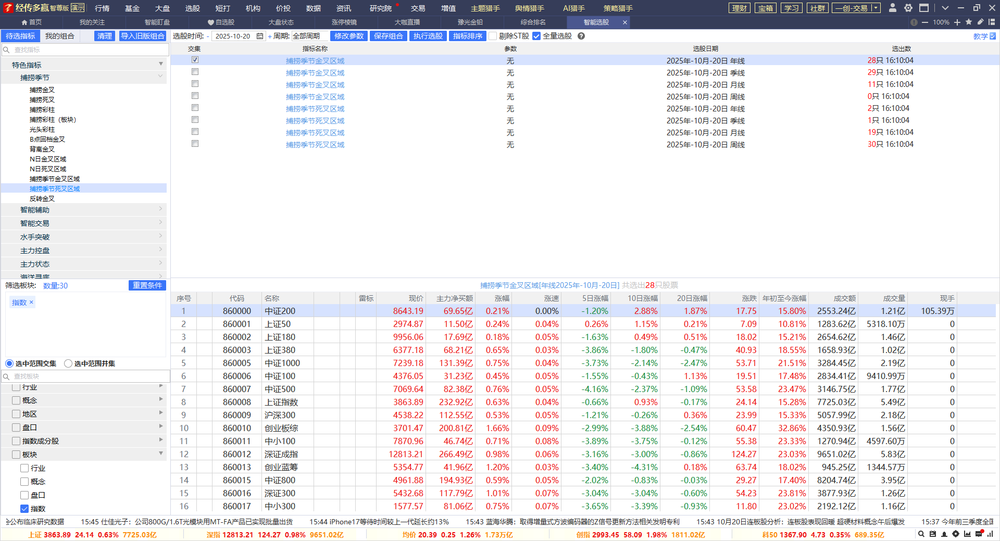 经传多赢 智尊版 演示 行情 基金 大盘 选股 短打 机构 价投 数据 资讯 研究院 交易 增值 主题猎手 舆情猎手 AI猎手 策略猎手 理财 宝箱 学习 社群 一创-交易
首页 我的关注 智能盯盘 自选股 大盘状态 涨停棱镜 大咖直播 豫光金铅 综合排名 智能选股 × 100%
待选指标 我的组合 清理 导入旧版组合 选股时间: - 2025-10-20 + 周期: 全部周期 修改参数 保存组合 执行选股 指标排序 剔除ST股 全量选股 教学
查找指标
交集 指标名称 参数 选股日期 选出数
捕捞季节金叉区域 无 2025年-10月-20日 年线 28只 16:10:04
捕捞季节金叉区域 无 2025年-10月-20日 季线 29只 16:10:04
捕捞季节金叉区域 无 2025年-10月-20日 月线 11只 16:10:04
捕捞季节金叉区域 无 2025年-10月-20日 周线 0只 16:10:04
捕捞季节死叉区域 无 2025年-10月-20日 年线 2只 16:10:04
捕捞季节死叉区域 无 2025年-10月-20日 季线 1只 16:10:04
捕捞季节死叉区域 无 2025年-10月-20日 月线 19只 16:10:04
捕捞季节死叉区域 无 2025年-10月-20日 周线 30只 16:10:04
特色指标
捕捞季节
捕捞金叉
捕捞死叉
捕捞彩柱
捕捞彩柱（板块）
光头彩柱
B点回档金叉
背离金叉
N日金叉区域
N日死叉区域
捕捞季节金叉区域
捕捞季节死叉区域
反转金叉
智能辅助
智能交易
水手突破
主力控盘
主力状态
海洋寻底
筛选板块: 数量:30 重置条件
指数 ×
选中范围交集 选中范围并集
查找板块
行业
概念
地区
盘口
指数成分股
板块
行业
概念
盘口
指数
捕捞季节金叉区域[年线2025年-10月-20日] 共选出28只股票
序号 代码 名称 雷标 现价 主力净买额 涨幅 涨速 5日涨幅 10日涨幅 20日涨幅 涨跌 年初至今涨幅 成交额 成交量 现手
1 860000 中证200 8643.19 69.65亿 0.21% 0.00% -1.20% 2.88% 1.87% 17.75 15.80% 2553.24亿 1.21亿 105.39万
2 860001 上证50 2974.87 11.50亿 0.24% 0.04% 0.26% 1.15% 0.21% 7.09 10.81% 1283.62亿 5318.10万 0
3 860002 上证180 9956.06 17.69亿 0.18% 0.05% -1.63% 0.49% 0.51% 18.02 15.21% 2654.62亿 1.46亿 0
4 860003 上证380 6377.18 68.21亿 0.65% 0.03% -3.86% -1.80% -0.47% 40.93 18.55% 1658.93亿 1.02亿 0
5 860005 中证1000 7239.18 131.39亿 0.75% 0.04% -3.73% -2.14% -2.47% 53.71 21.51% 3284.45亿 2.19亿 0
6 860006 中证100 4376.05 31.23亿 0.45% 0.05% -1.55% -0.43% 1.13% 19.51 17.48% 2834.41亿 9410.99万 0
7 860007 中证500 7069.64 82.38亿 0.76% 0.05% -4.16% -2.37% -1.09% 53.58 23.47% 3146.75亿 1.77亿 0
8 860008 上证指数 3863.89 232.92亿 0.63% 0.04% -0.66% 0.93% -0.17% 24.14 15.28% 7725.03亿 5.49亿 0
9 860009 沪深300 4538.22 112.55亿 0.53% 0.05% -1.21% -0.26% 0.36% 23.99 15.33% 5057.99亿 2.18亿 0
10 860010 创业板综 3701.47 200.81亿 1.66% 0.09% -2.99% -3.88% -2.54% 60.47 32.86% 4350.93亿 1.56亿 0
11 860011 中小100 7870.96 46.74亿 0.71% 0.08% -3.89% -3.75% -0.12% 55.38 23.33% 1270.94亿 4597.60万 0
12 860012 深证成指 12813.21 266.49亿 0.98% 0.06% -3.16% -3.00% -0.86% 124.27 23.03% 9651.02亿 5.83亿 0
13 860013 创业蓝筹 5354.77 41.96亿 1.20% 0.03% -3.40% -4.31% 0.18% 63.74 18.02% 945.25亿 1344.57万 0
14 860015 中证800 4961.88 194.93亿 0.59% 0.05% -2.02% -0.83% -0.03% 29.27 17.40% 8204.74亿 3.95亿 0
15 860016 深证300 5432.68 117.79亿 1.01% 0.07% -3.04% -3.04% -0.60% 54.23 23.81% 3877.93亿 1.26亿 0
16 860017 中小300 1577.57 81.06亿 0.75% 0.07% -3.65% -3.39% -0.93% 11.80 23.02% 2192.12亿 1.16亿 0
公布临床研究数据 15:45 仕佳光子：公司800G/1.6T光模块用MT-FA产品已实现批量出货 15:44 iPhone17等待时间较上一代延长约13% 15:43 蓝海华腾：取得增量式方波编码器的Z信号更新方法相关发明专利 15:43 10月20日连板股分析：连板股表现回暖 超硬材料概念午后爆发 15:37 今年前三季度全国
上证 3863.89 24.14 0.63% 7725.03亿 深指 12813.21 124.27 0.98% 9651.02亿 均价 20.39 0.25 1.26% 1.73万亿 创指 2993.45 58.09 1.98% 1811.02亿 科50 1367.90 4.73 0.35% 689.35亿